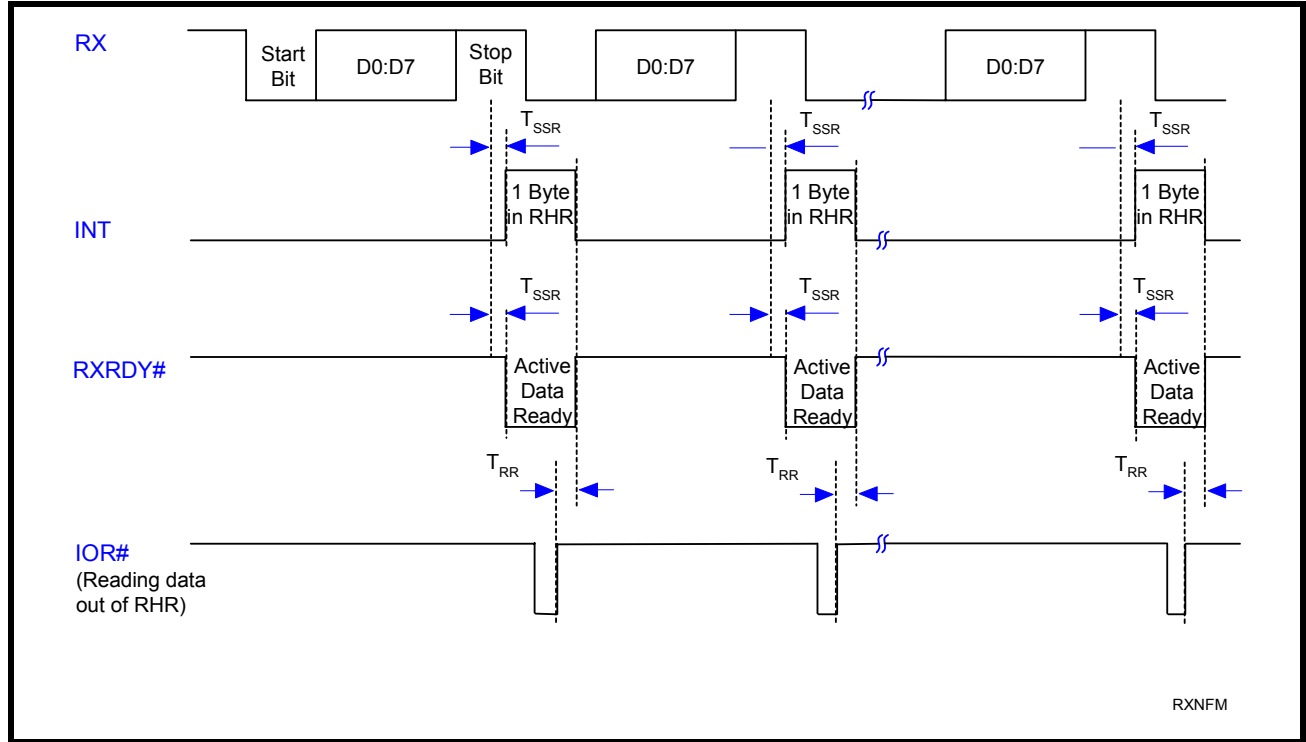 RX
Start
Bit
D0:D7
Stop
Bit
D0:D7
D0:D7
TSSR
TSSR
TSSR
INT
1 Byte
in RHR
1 Byte
in RHR
1 Byte
in RHR
TSSR
TSSR
TSSR
RXRDY#
Active
Data
Ready
Active
Data
Ready
Active
Data
Ready
TRR
TRR
TRR
IOR#
(Reading data
out of RHR)
RXNFM